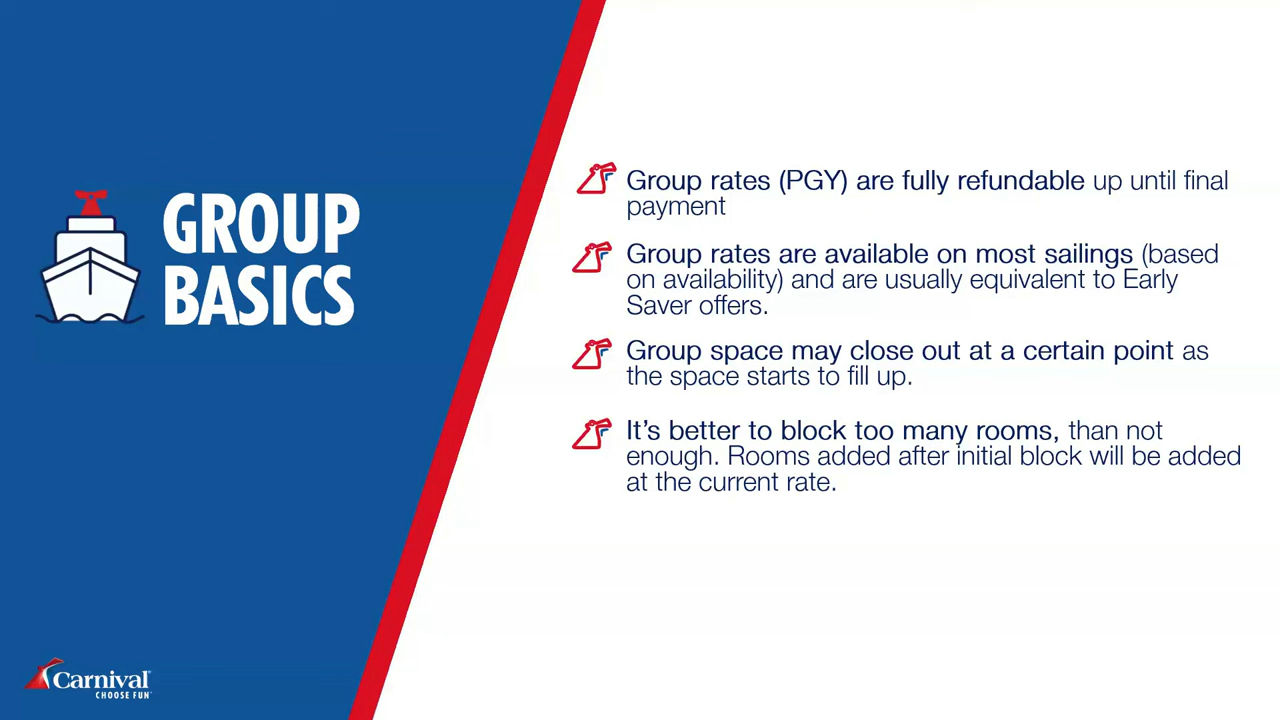 GROUP
BASICS
Group rates (PGY) are fully refundable up until final
payment
Group rates are available on most sailings (based
on availability) and are usually equivalent to Early
Saver offers.
Group space may close out at a certain point as
the space starts to fill up.
It’s better to block too many rooms, than not
enough. Rooms added after initial block will be added
at the current rate.
Carnival®
CHOOSE FUN®